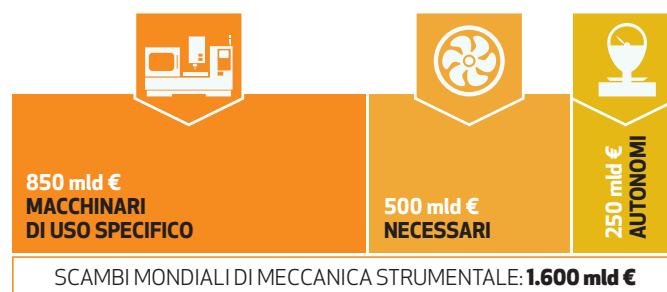 850 mld €
MACCHINARI
DI USO SPECIFICO
500 mld €
NECESSARI
250 mld €
AUTONOMI
SCAMBI MONDIALI DI MECCANICA STRUMENTALE: 1.600 mld €